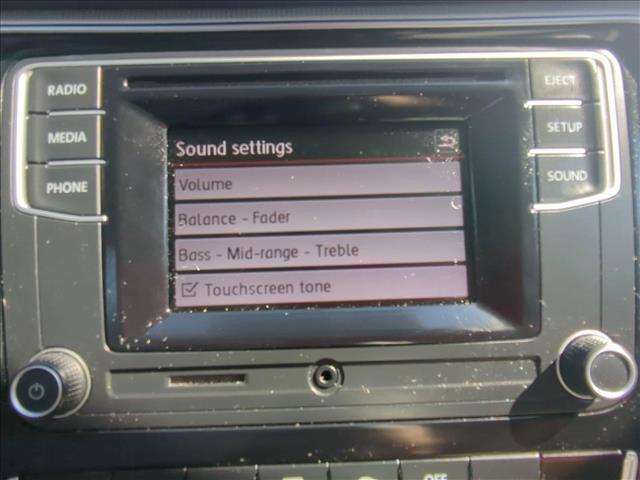 RADIO
MEDIA
PHONE
EJECT
SETUP
SOUND
Sound settings
Volume
Balance - Fader
Bass - Mid-range - Treble
Touchscreen tone
OFF